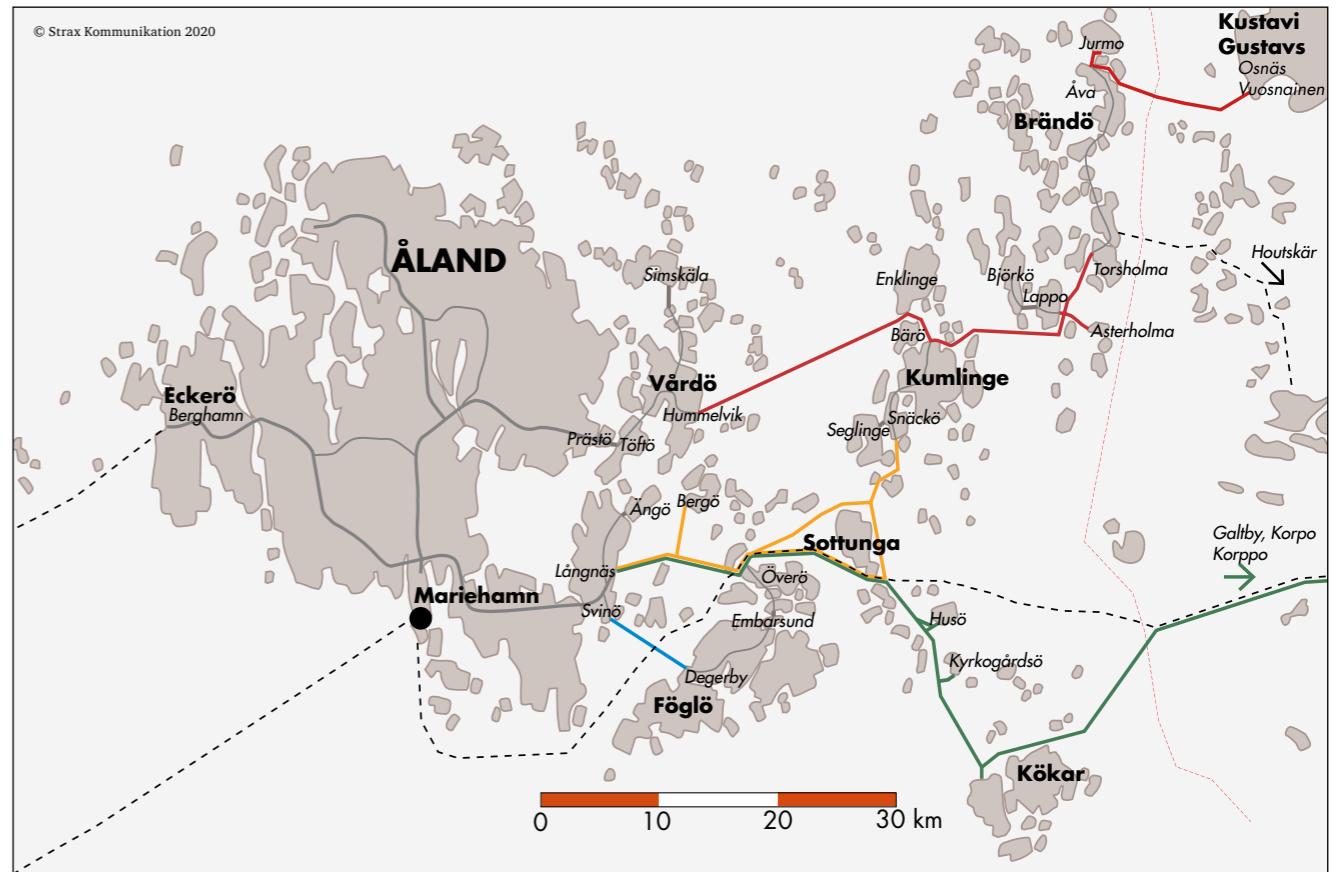 © Strax Kommunikation 2020
Kustavi
Gustavs
Osnäs
Vuosnainen
Jurmo
Åva
Brändö
ÅLAND
Simskäla
Enklinge
Björkö
Lappo
Torsholma
Houtskär
Asterholma
Bärö
Kumlinge
Eckerö
Berghamn
Vårdö
Hummelvik
Prästö
Töftö
Snäckö
Seglinge
Ängö
Bergö
Sottunga
Galtby, Korpo
Korppo
Långnäs
Överö
Mariehamn
Svinö
Embarsund
Husö
Kyrkogårdsö
Degerby
Föglö
Kökar
0
10
20
30 km